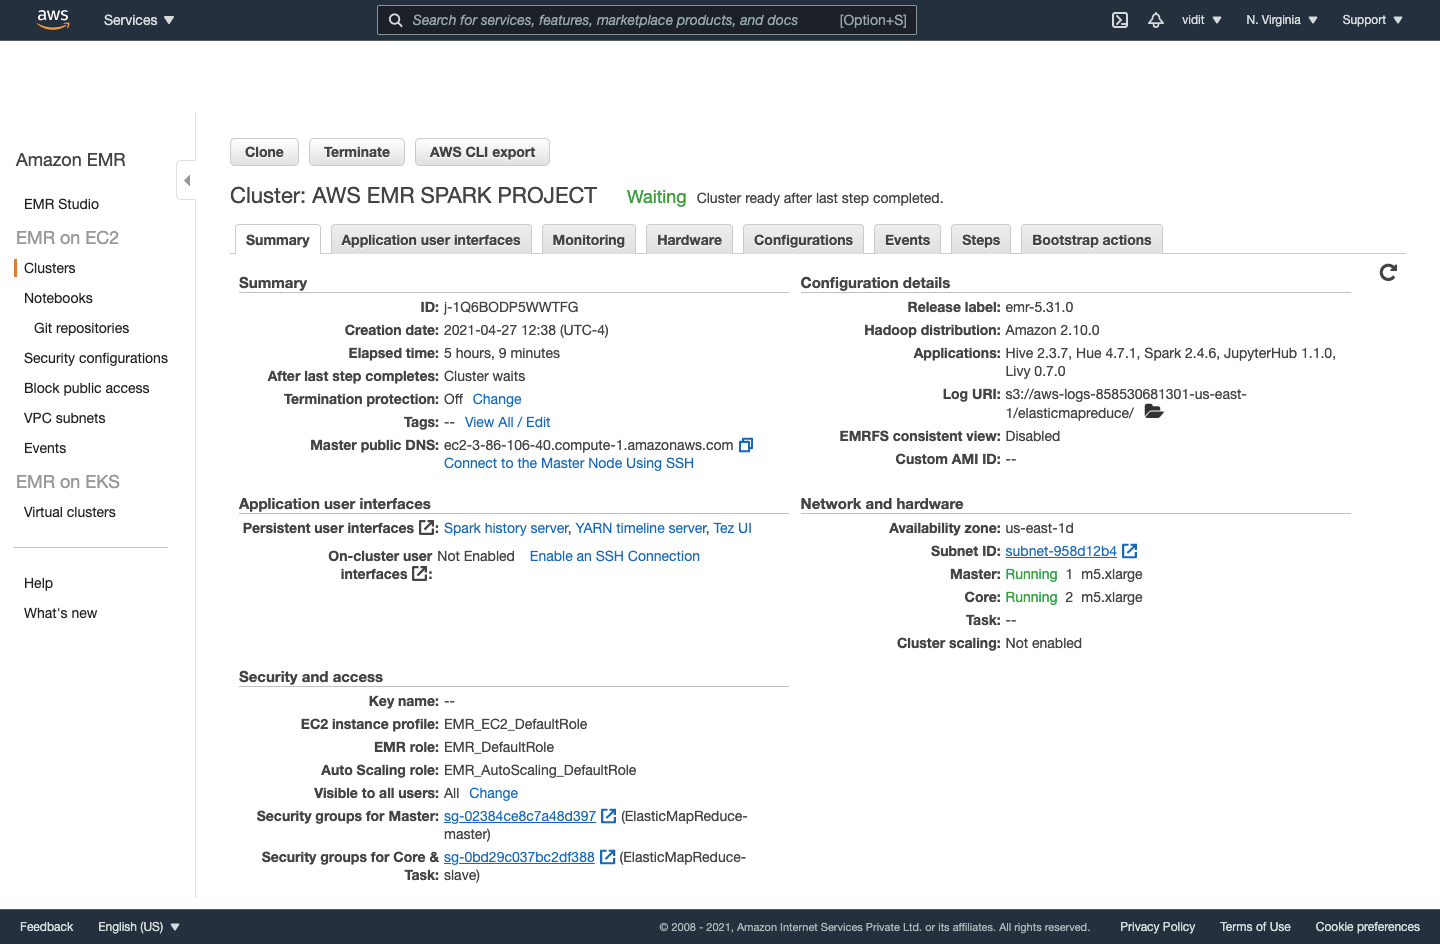 aws
Services
Search for services, features, marketplace products, and docs [Option+S]
vidit
N. Virginia
Support
Amazon EMR
EMR Studio
EMR on EC2
Clusters
Notebooks
Git repositories
Security configurations
Block public access
VPC subnets
Events
EMR on EKS
Virtual clusters
Help
What's new
Clone
Terminate
AWS CLI export
Cluster: AWS EMR SPARK PROJECT Waiting Cluster ready after last step completed.
Summary
Application user interfaces
Monitoring
Hardware
Configurations
Events
Steps
Bootstrap actions
Summary
ID: j-1Q6BODP5WWTFG
Creation date: 2021-04-27 12:38 (UTC-4)
Elapsed time: 5 hours, 9 minutes
After last step completes: Cluster waits
Termination protection: Off Change
Tags: -- View All / Edit
Master public DNS: ec2-3-86-106-40.compute-1.amazonaws.com
Connect to the Master Node Using SSH
Configuration details
Release label: emr-5.31.0
Hadoop distribution: Amazon 2.10.0
Applications: Hive 2.3.7, Hue 4.7.1, Spark 2.4.6, JupyterHub 1.1.0,
Livy 0.7.0
Log URI: s3://aws-logs-858530681301-us-east-
1/elasticmapreduce/
EMRFS consistent view: Disabled
Custom AMI ID: --
Application user interfaces
Persistent user interfaces : Spark history server, YARN timeline server, Tez UI
On-cluster user Not Enabled Enable an SSH Connection
interfaces :
Network and hardware
Availability zone: us-east-1d
Subnet ID: subnet-958d12b4
Master: Running 1 m5.xlarge
Core: Running 2 m5.xlarge
Task: --
Cluster scaling: Not enabled
Security and access
Key name: --
EC2 instance profile: EMR_EC2_DefaultRole
EMR role: EMR_DefaultRole
Auto Scaling role: EMR_AutoScaling_DefaultRole
Visible to all users: All Change
Security groups for Master: sg-02384ce8c7a48d397 (ElasticMapReduce-
master)
Security groups for Core & sg-0bd29c037bc2df388 (ElasticMapReduce-
Task: slave)
Feedback
English (US)
© 2008 - 2021, Amazon Internet Services Private Ltd. or its affiliates. All rights reserved.
Privacy Policy
Terms of Use
Cookie preferences